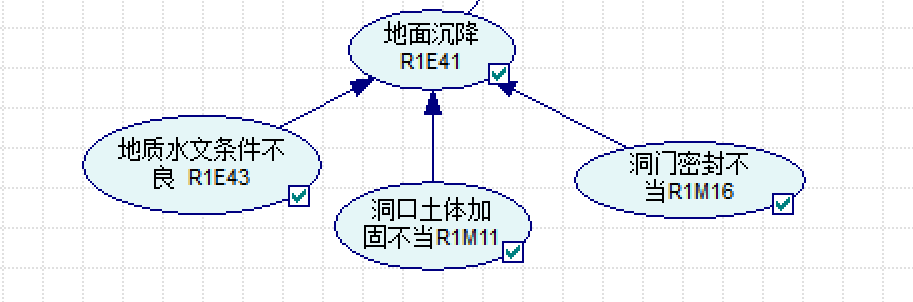 地面沉降
R1E41
地质水文条件不
良 R1E43
洞口土体加
固不当R1M11
洞门密封不
当R1M16